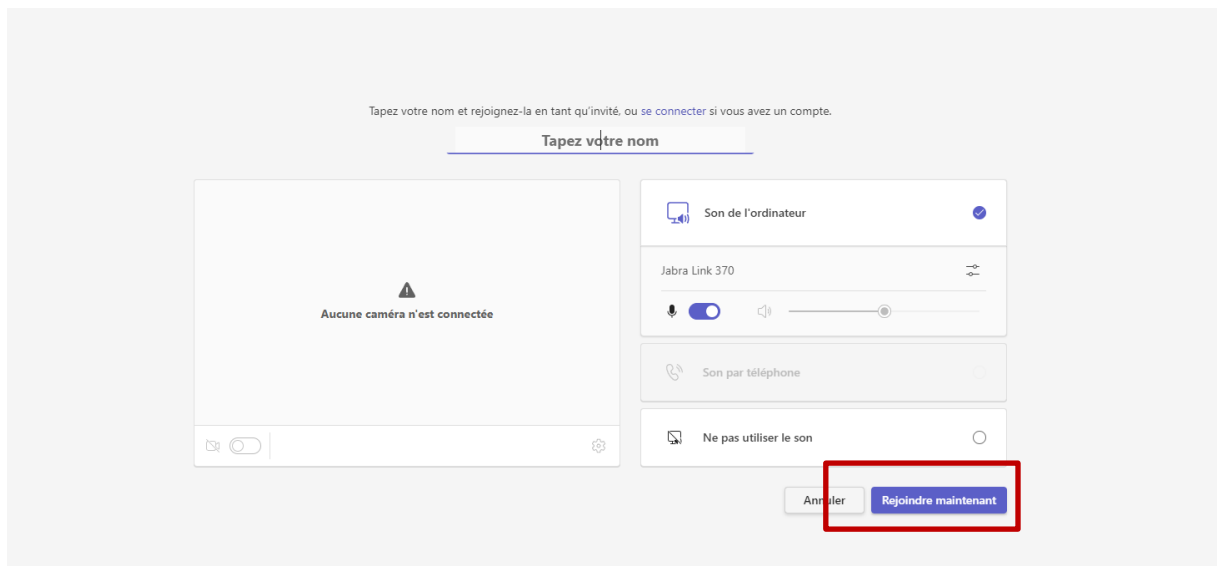 Tapez votre nom et rejoignez-la en tant qu'invité, ou se connecter si vous avez un compte.
Tapez votre nom
Aucune caméra n'est connectée
Son de l'ordinateur
Jabra Link 370
Son par téléphone
Ne pas utiliser le son
Annuler
Rejoindre maintenant